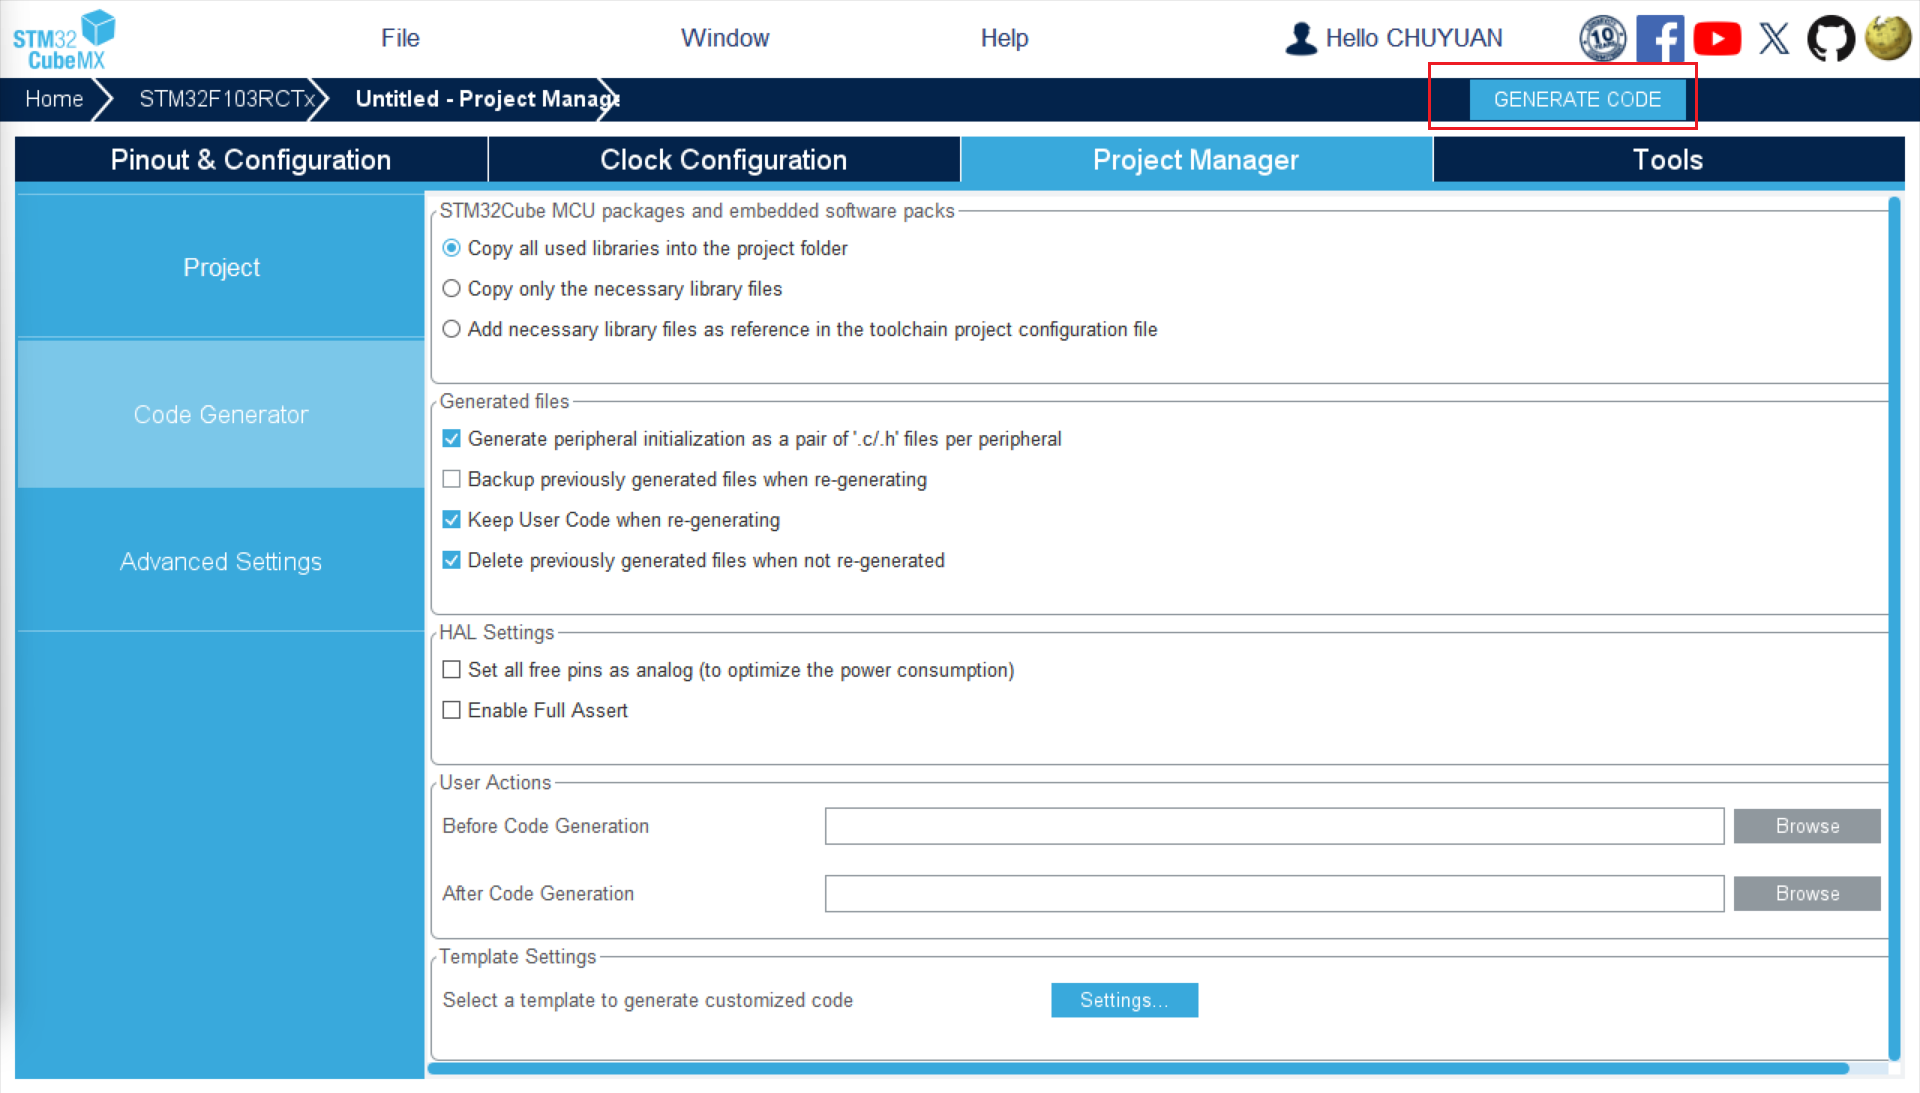 STM32
CubeMX
File
Window
Help
Hello CHUYUAN
10
Home
STM32F103RCTx
Untitled - Project Manage
GENERATE CODE
Pinout & Configuration
Clock Configuration
Project Manager
Tools
Project
Code Generator
Advanced Settings
STM32Cube MCU packages and embedded software packs
Copy all used libraries into the project folder
Copy only the necessary library files
Add necessary library files as reference in the toolchain project configuration file
Generated files
Generate peripheral initialization as a pair of '.c/.h' files per peripheral
Backup previously generated files when re-generating
Keep User Code when re-generating
Delete previously generated files when not re-generated
HAL Settings
Set all free pins as analog (to optimize the power consumption)
Enable Full Assert
User Actions
Before Code Generation
Browse
After Code Generation
Browse
Template Settings
Select a template to generate customized code
Settings...